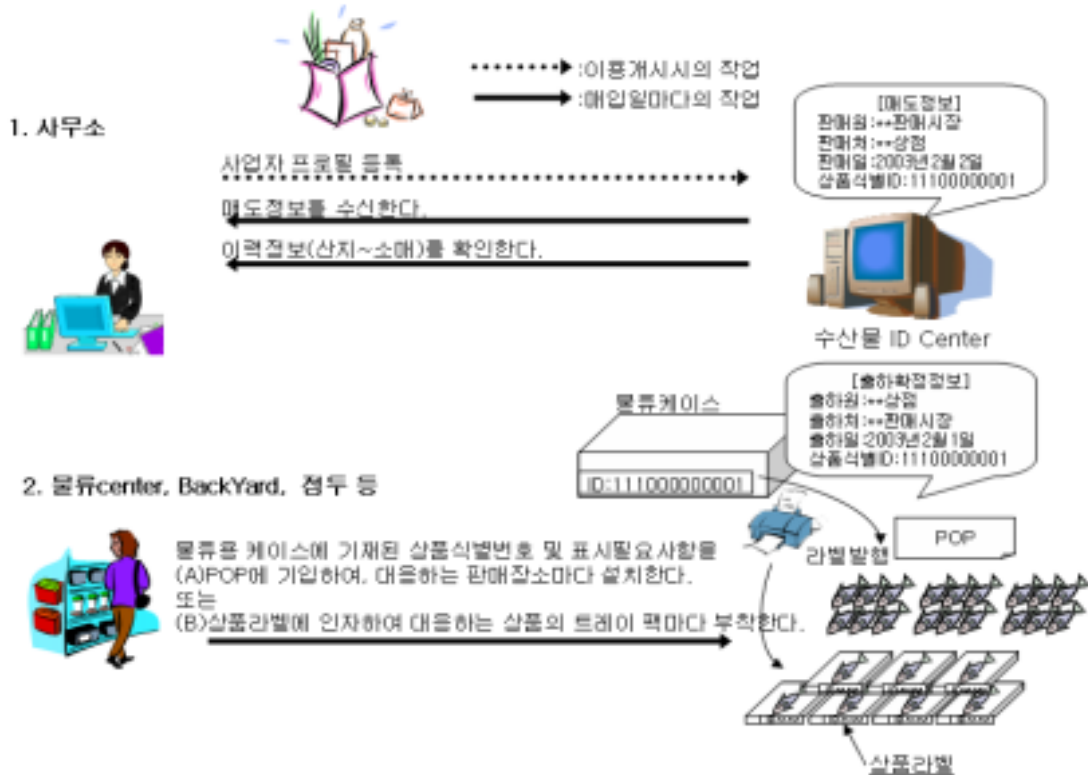 :이용개시시의 작업
:매입일마다의 작업
1. 사무소
[매도정보]
판매원:**판매시장
판매처:**상점
판매일:2003년2월2일
상품식별ID:11100000001
사업자 프로필 등록
매도정보를 수신한다.
이력정보(산지~소매)를 확인한다.
수산물 ID Center
[출하확정정보]
출하원:**상점
출하처:**판매시장
출하일:2003년2월1일
상품식별ID:11100000001
물류케이스
ID:111000000001
2. 물류center, BackYard, 점두 등
라벨발행
POP
물류용 케이스에 기재된 상품식별번호 및 표시필요사항을
(A)POP에 기입하여, 대응하는 판매장소마다 설치한다.
또는
(B)상품라벨에 인자하여 대응하는 상품의 트레이 팩마다 부착한다.
상품라벨